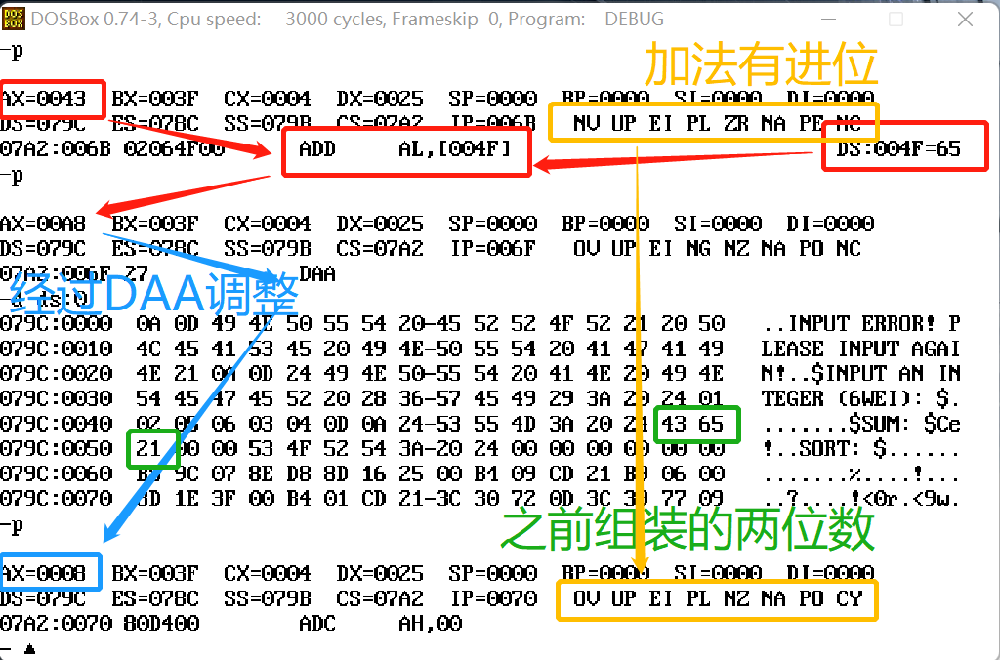 DOSBox 0.74-3, Cpu speed: 3000 cycles, Frameskip 0, Program: DEBUG
-p
加法有进位
AX=0043 BX=003F CX=0004 DX=0025 SP=0000 BP=0000 SI=0000 DI=0000
DS=079C ES=078C SS=079B CS=07A2 IP=006B NV UP EI PL ZR NA PE NC
07A2:006B 02064F00 ADD AL,[004F] DS:004F=65
-p
AX=00A8 BX=003F CX=0004 DX=0025 SP=0000 BP=0000 SI=0000 DI=0000
DS=079C ES=078C SS=079B CS=07A2 IP=006F OV UP EI NG NZ NA PO NC
07A2:006F 27 DAA
经过DAA调整
-d ds:0
079C:0000 0A 0D 49 4E 50 55 54 20-45 52 52 4F 52 21 20 50 ..INPUT ERROR! P
079C:0010 4C 45 41 53 45 20 49 4E-50 55 54 20 41 47 41 49 LEASE INPUT AGAI
079C:0020 4E 21 0A 0D 24 49 4E 50-55 54 20 41 4E 20 49 4E N!..$INPUT AN IN
079C:0030 54 45 47 45 52 20 28 36-57 45 49 29 3A 20 24 01 TEGER (6WEI): $.
079C:0040 02 05 06 03 04 0D 0A 24-53 55 4D 3A 20 24 43 65 .......$SUM: $Ce
079C:0050 21 00 00 53 4F 52 54 3A-20 24 00 00 00 00 00 00 !..SORT: $......
079C:0060 B8 9C 07 8E D8 8D 16 25-00 B4 09 CD 21 B9 06 00 .......%....!...
079C:0070 8D 1E 3F 00 B4 01 CD 21-3C 30 72 0D 3C 39 77 09 ..?....!<0r.<9w.
-p
之前组装的两位数
AX=0008 BX=003F CX=0004 DX=0025 SP=0000 BP=0000 SI=0000 DI=0000
DS=079C ES=078C SS=079B CS=07A2 IP=0070 OV UP EI PL NZ NA PO CY
07A2:0070 80D400 ADC AH,00
-